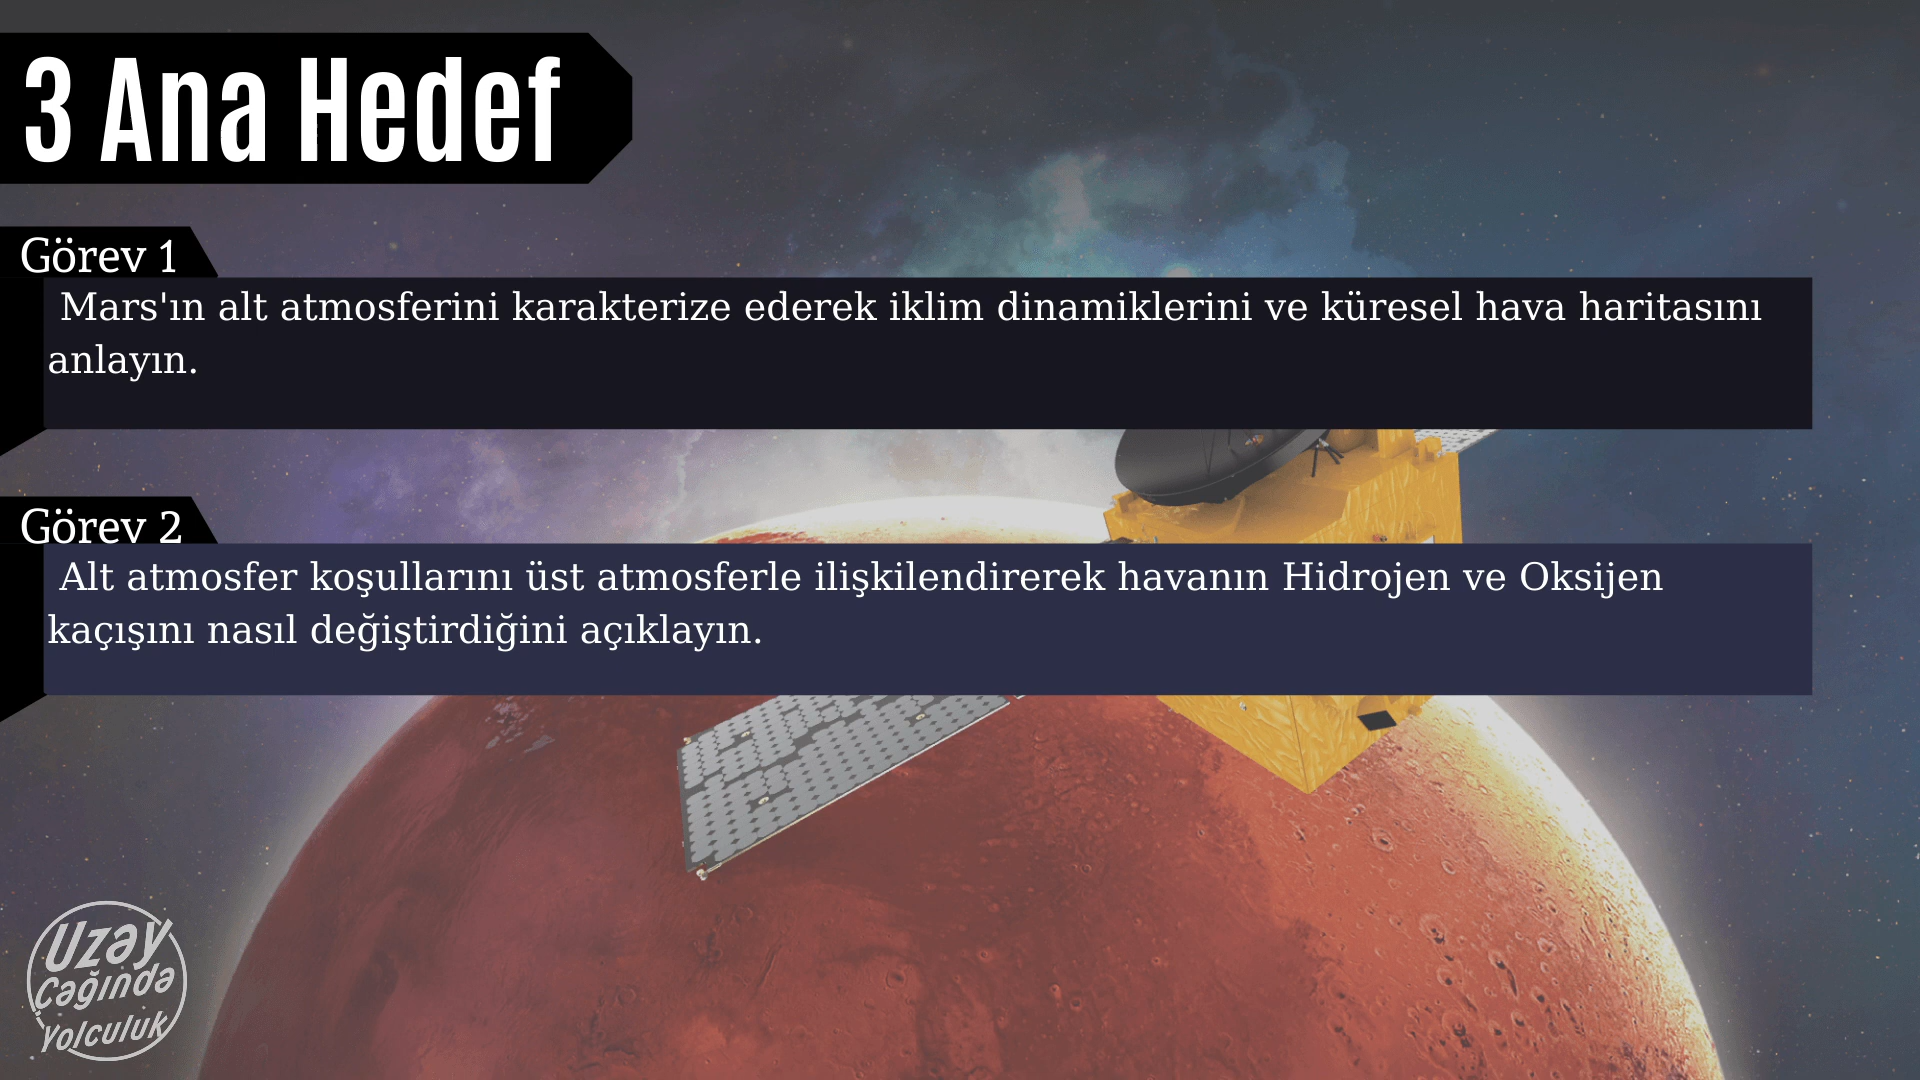 3 Ana Hedef
Görev 1
Mars'ın alt atmosferini karakterize ederek iklim dinamiklerini ve küresel hava haritasını
anlayın.
Görev 2
Alt atmosfer koşullarını üst atmosferle ilişkilendirerek havanın Hidrojen ve Oksijen
kaçışını nasıl değiştirdiğini açıklayın.
Uzay
Çağında
Yolculuk